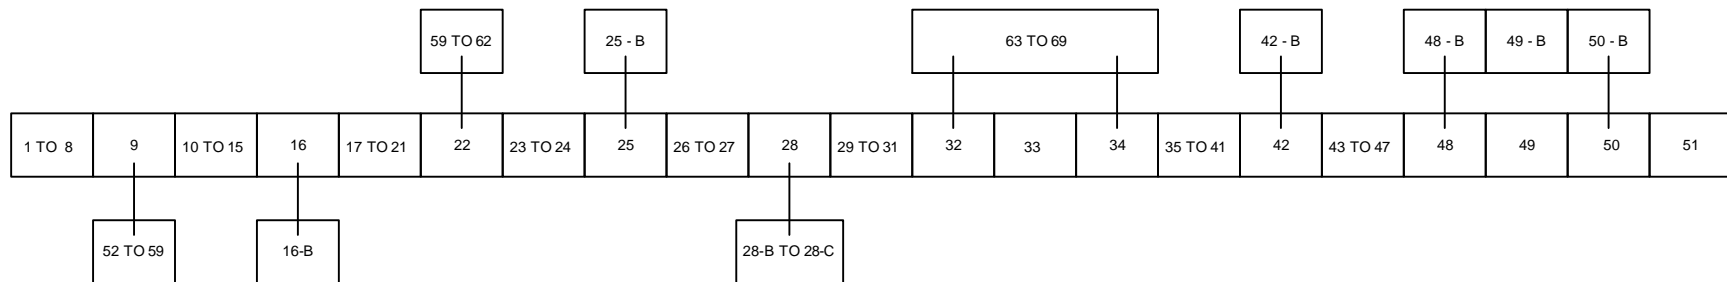 59 TO 62
25 - B
63 TO 69
42 - B
48 - B
49 - B
50 - B
1 TO 8
9
10 TO 15
16
17 TO 21
22
23 TO 24
25
26 TO 27
28
29 TO 31
32
33
34
35 TO 41
42
43 TO 47
48
49
50
51
52 TO 59
16-B
28-B TO 28-C